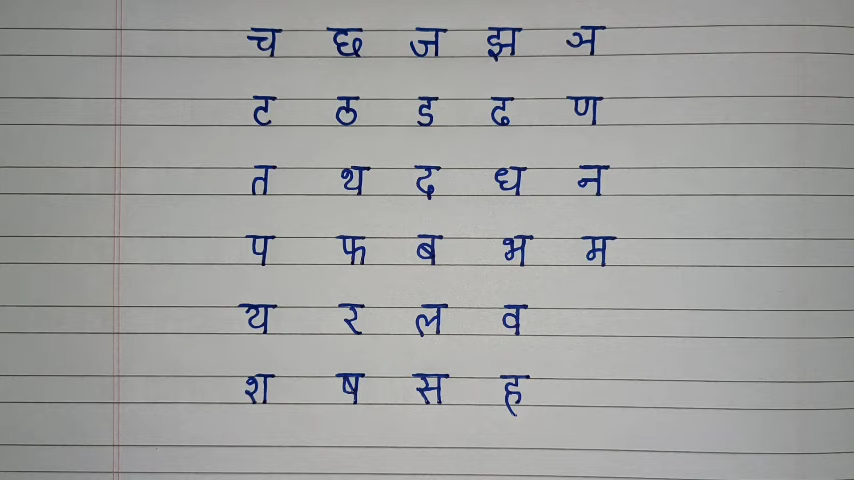 च छ ज झ ञ
ट ठ ड ढ ण
त थ द ध न
प फ ब भ म
य र ल व
श ष स ह